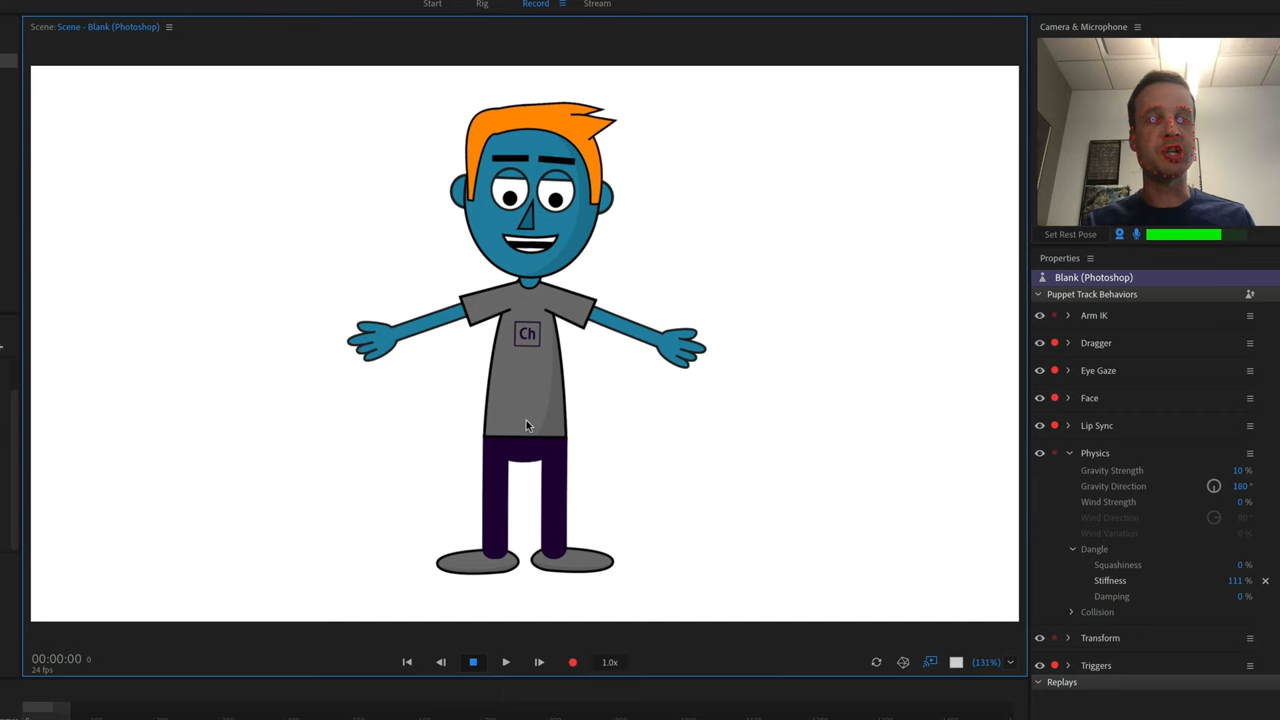 Start Rig Record Stream
Scene: Scene - Blank (Photoshop)
Camera & Microphone
Ch
Set Rest Pose
Properties
Blank (Photoshop)
Puppet Track Behaviors
Arm IK
Dragger
Eye Gaze
Face
Lip Sync
Physics
Gravity Strength 10 %
Gravity Direction 180 °
Wind Strength 0 %
Wind Direction 90 °
Wind Variation 0 %
Dangle
Squashiness 0 %
Stiffness 111 %
Damping 0 %
Collision
Transform
Triggers
Replays
00:00:00 0
24 fps
1.0x
(131%)